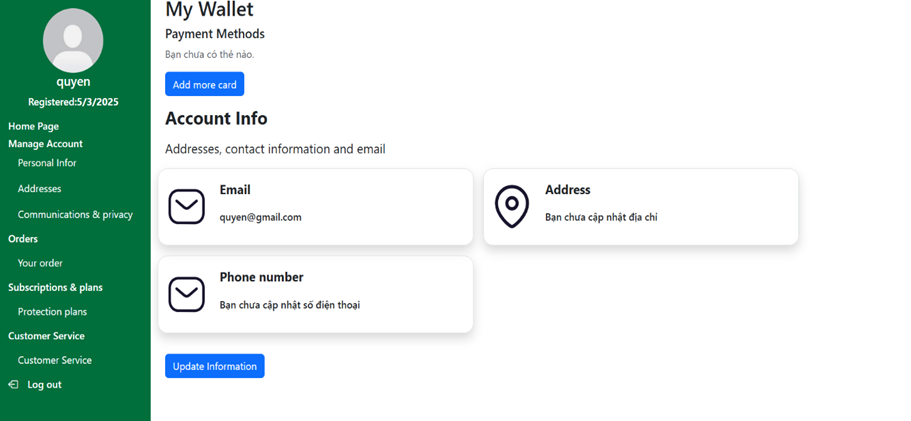 quyen
Registered:5/3/2025
Home Page
Manage Account
Personal Infor
Addresses
Communications & privacy
Orders
Your order
Subscriptions & plans
Protection plans
Customer Service
Customer Service
Log out
My Wallet
Payment Methods
Bạn chưa có thẻ nào.
Add more card
Account Info
Addresses, contact information and email
Email
quyen@gmail.com
Address
Bạn chưa cập nhật địa chỉ
Phone number
Bạn chưa cập nhật số điện thoại
Update Information